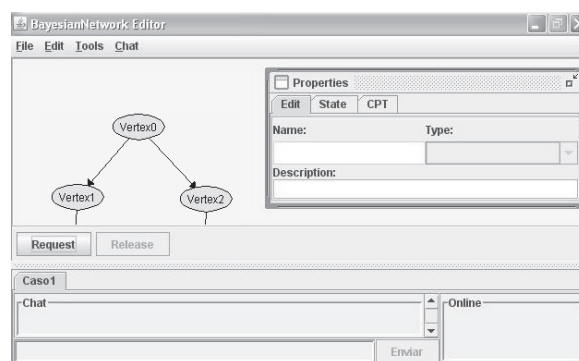 BayesianNetwork Editor
File Edit Tools Chat
Properties
Edit State CPT
Name: Type:
Description:
Vertex0
Vertex1 Vertex2
Request Release
Caso1
Chat Online
Enviar